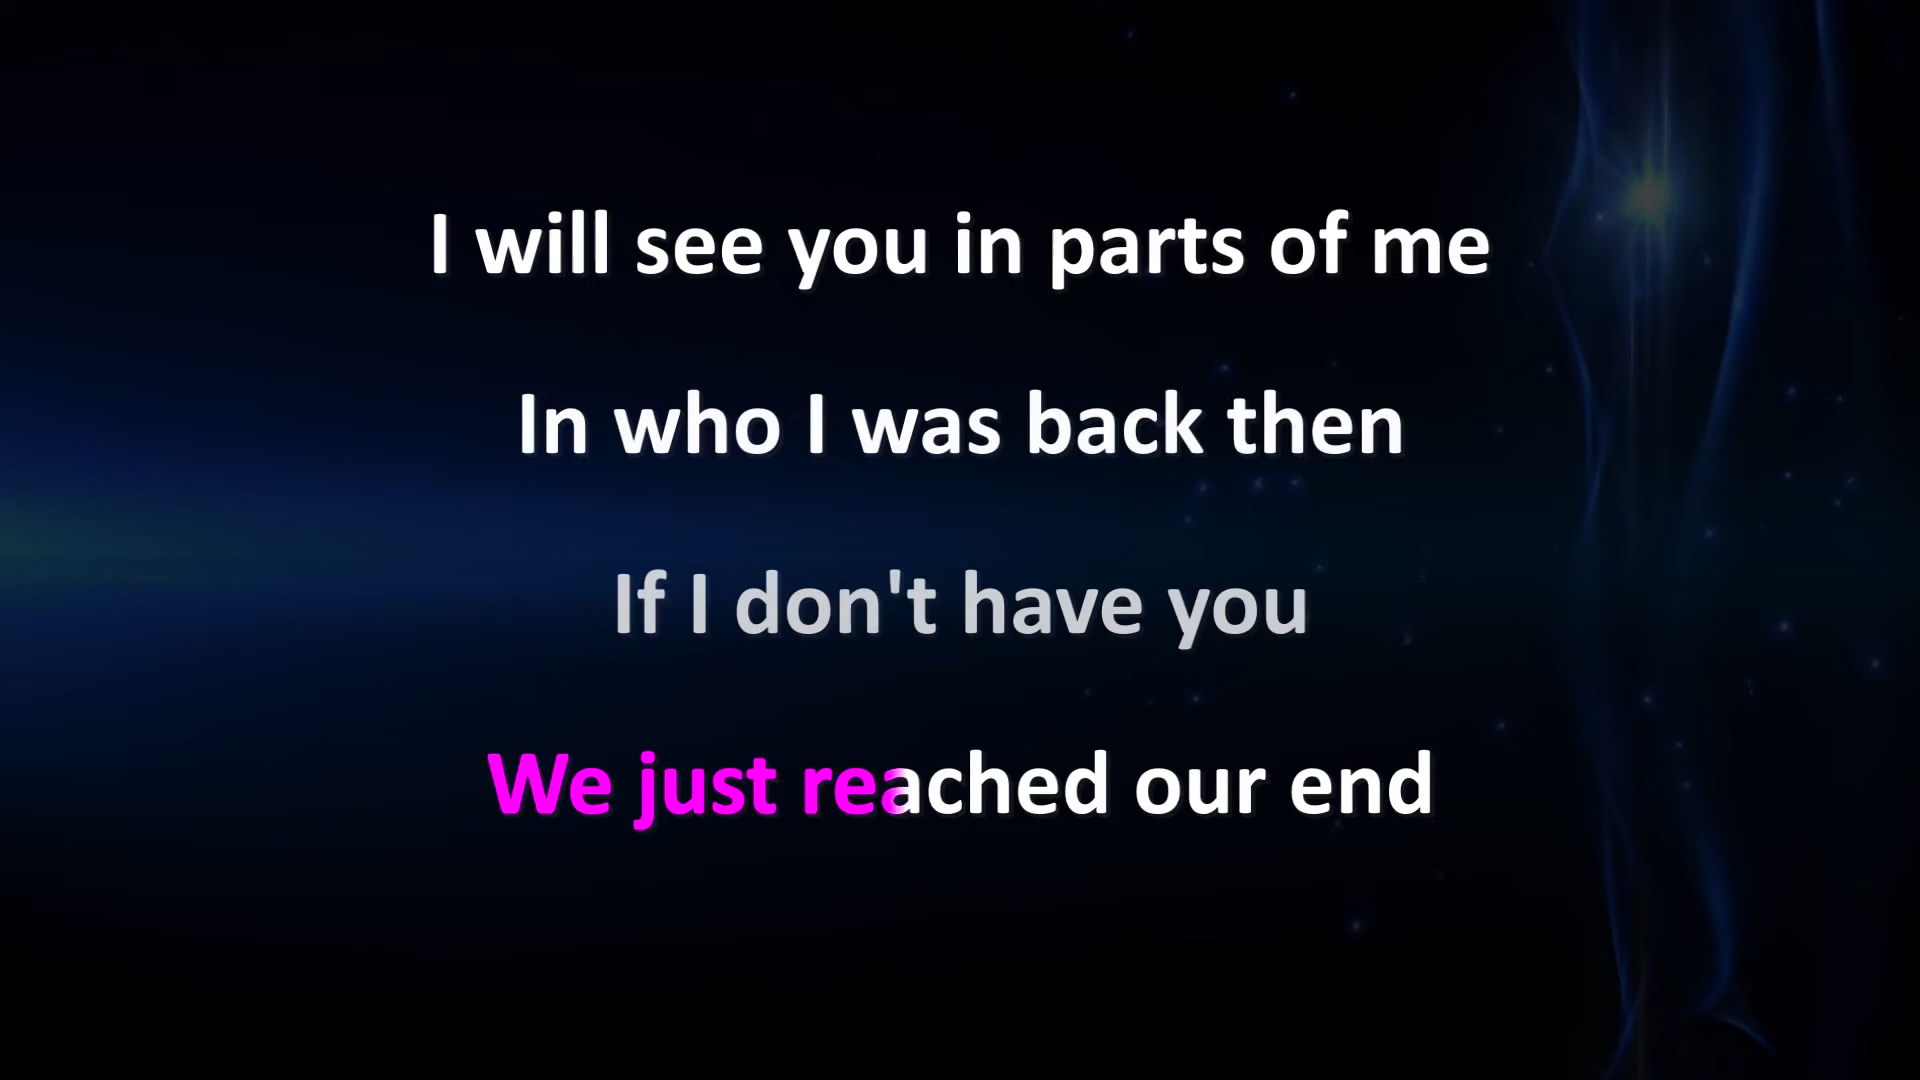 I will see you in parts of me
In who I was back then
If I don't have you
We just reached our end